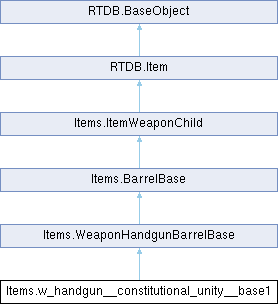 RTDB.BaseObject
RTDB.Item
Items.ItemWeaponChild
Items.BarrelBase
Items.WeaponHandgunBarrelBase
Items.w_handgun__constitutional_unity__base1